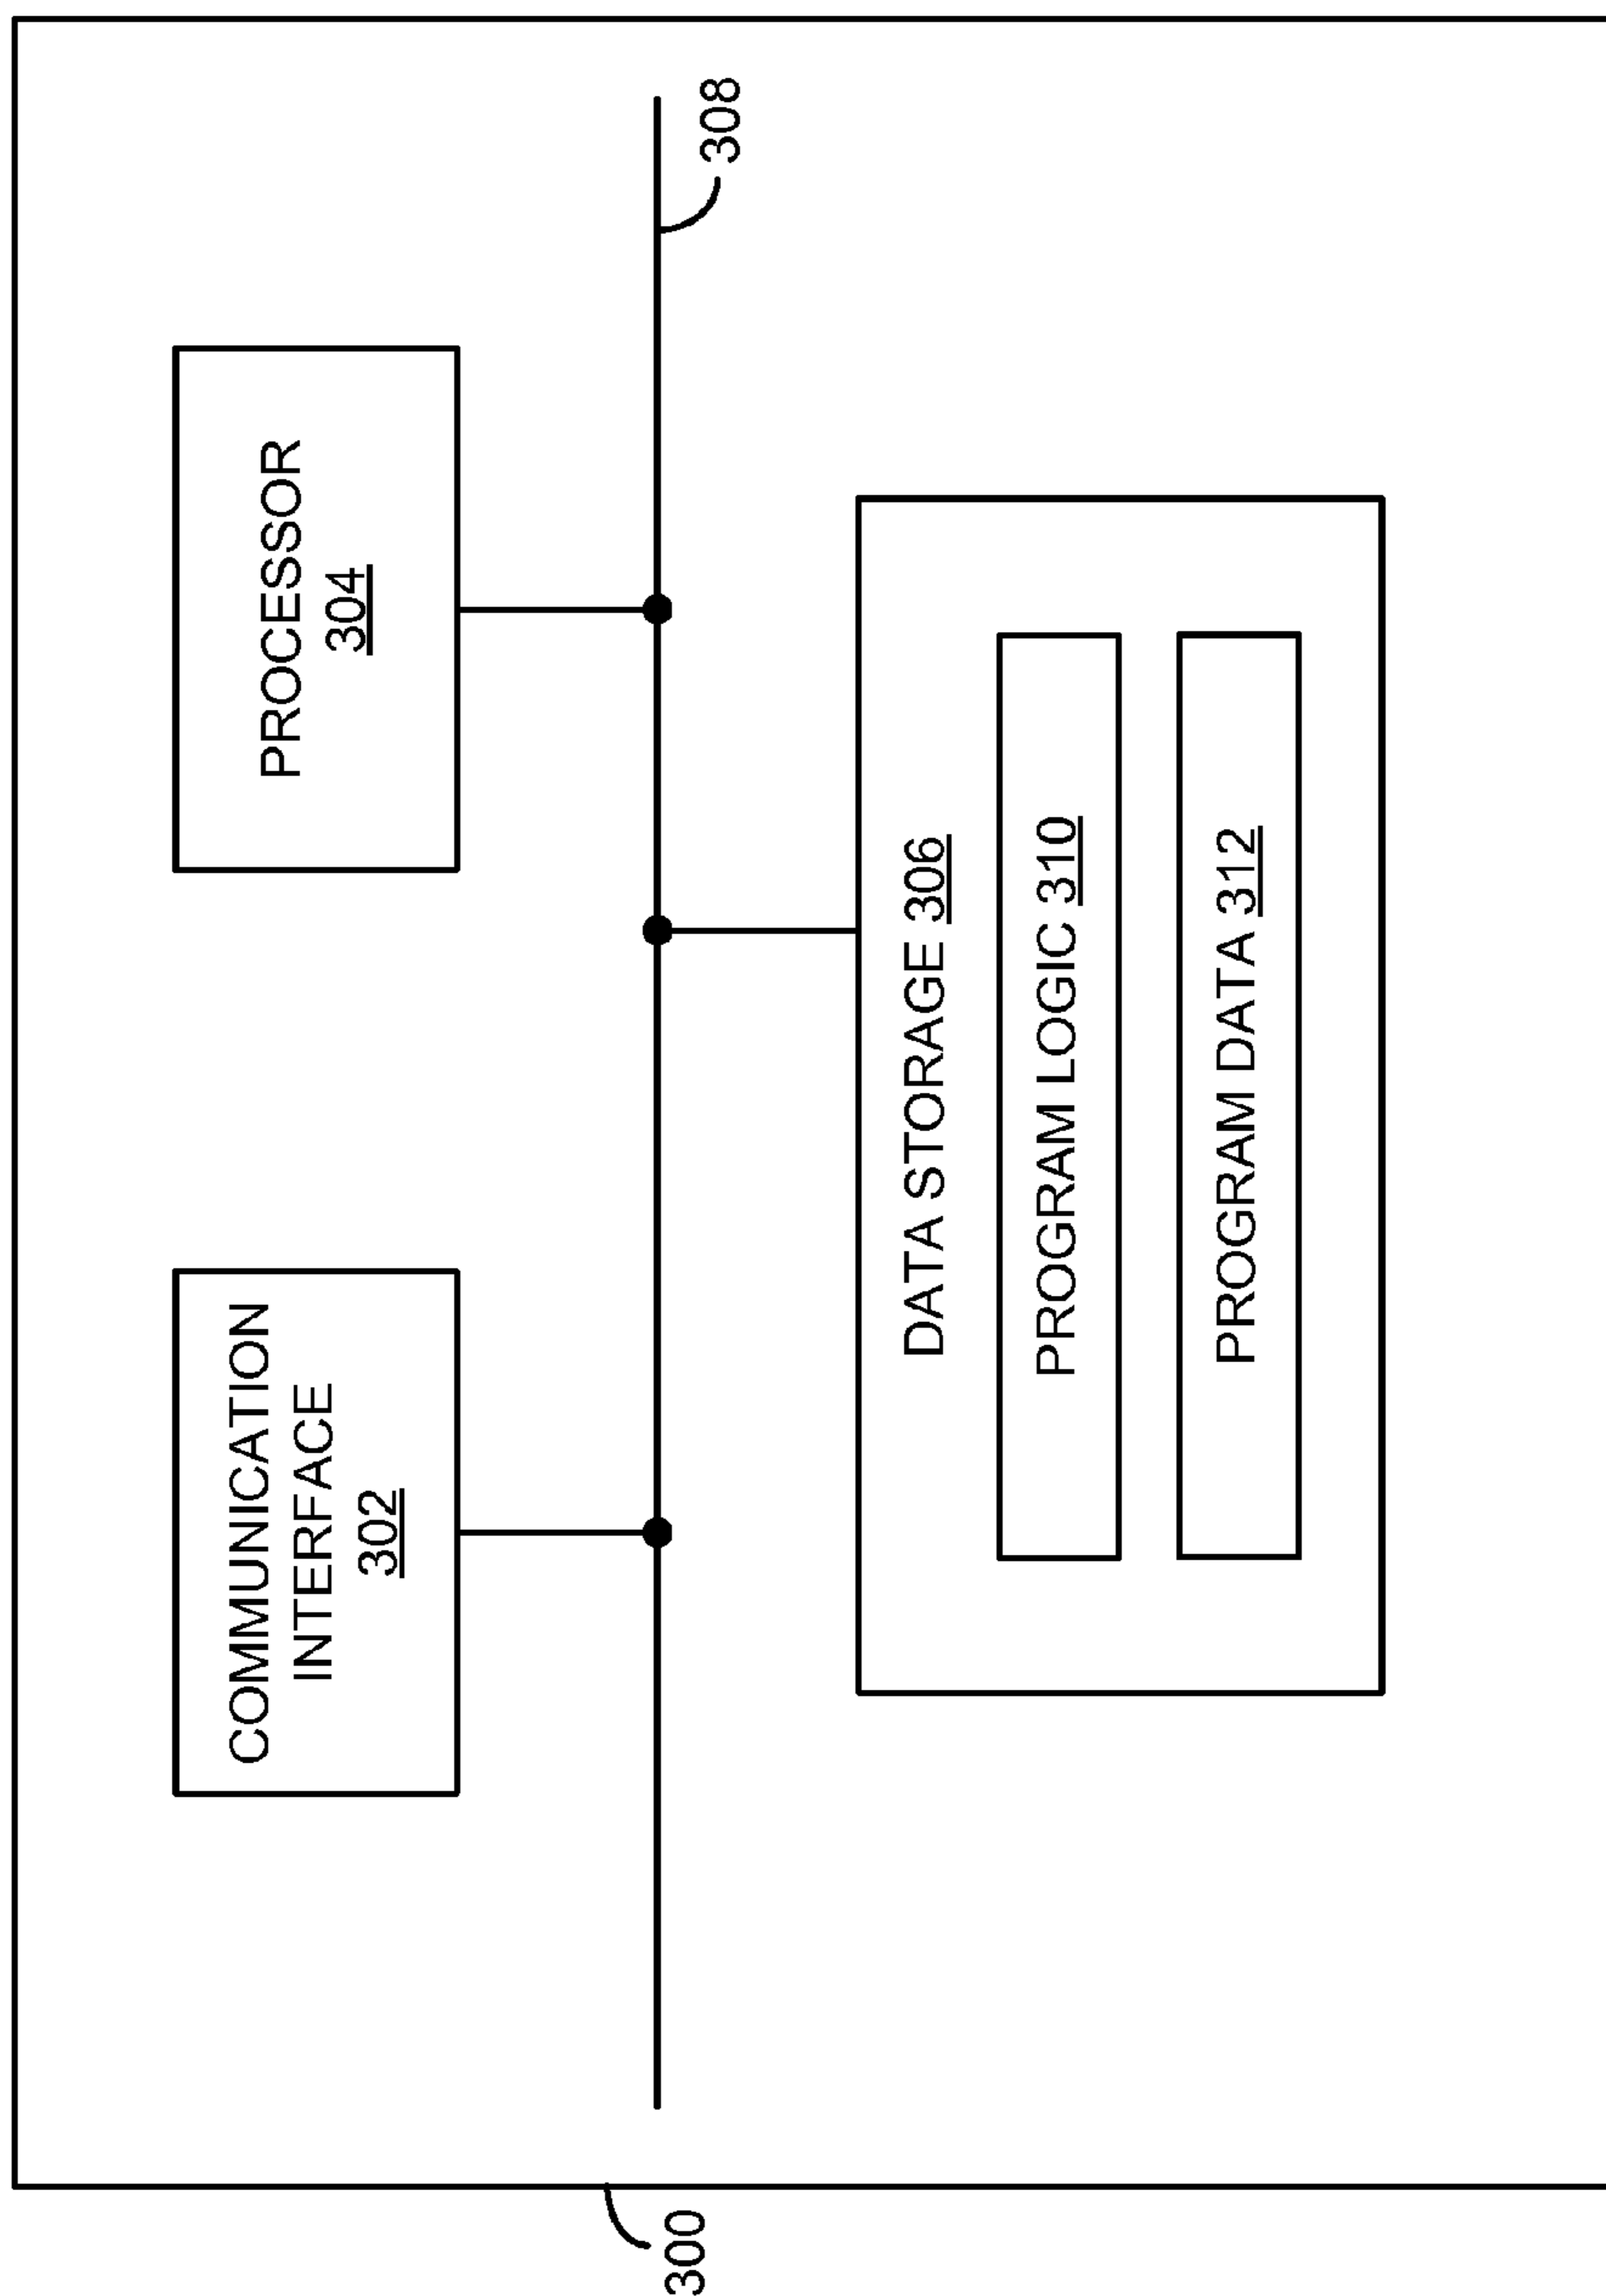 COMMUNICATION
INTERFACE
302
PROCESSOR
304
308
DATA STORAGE 306
PROGRAM LOGIC 310
PROGRAM DATA 312
300